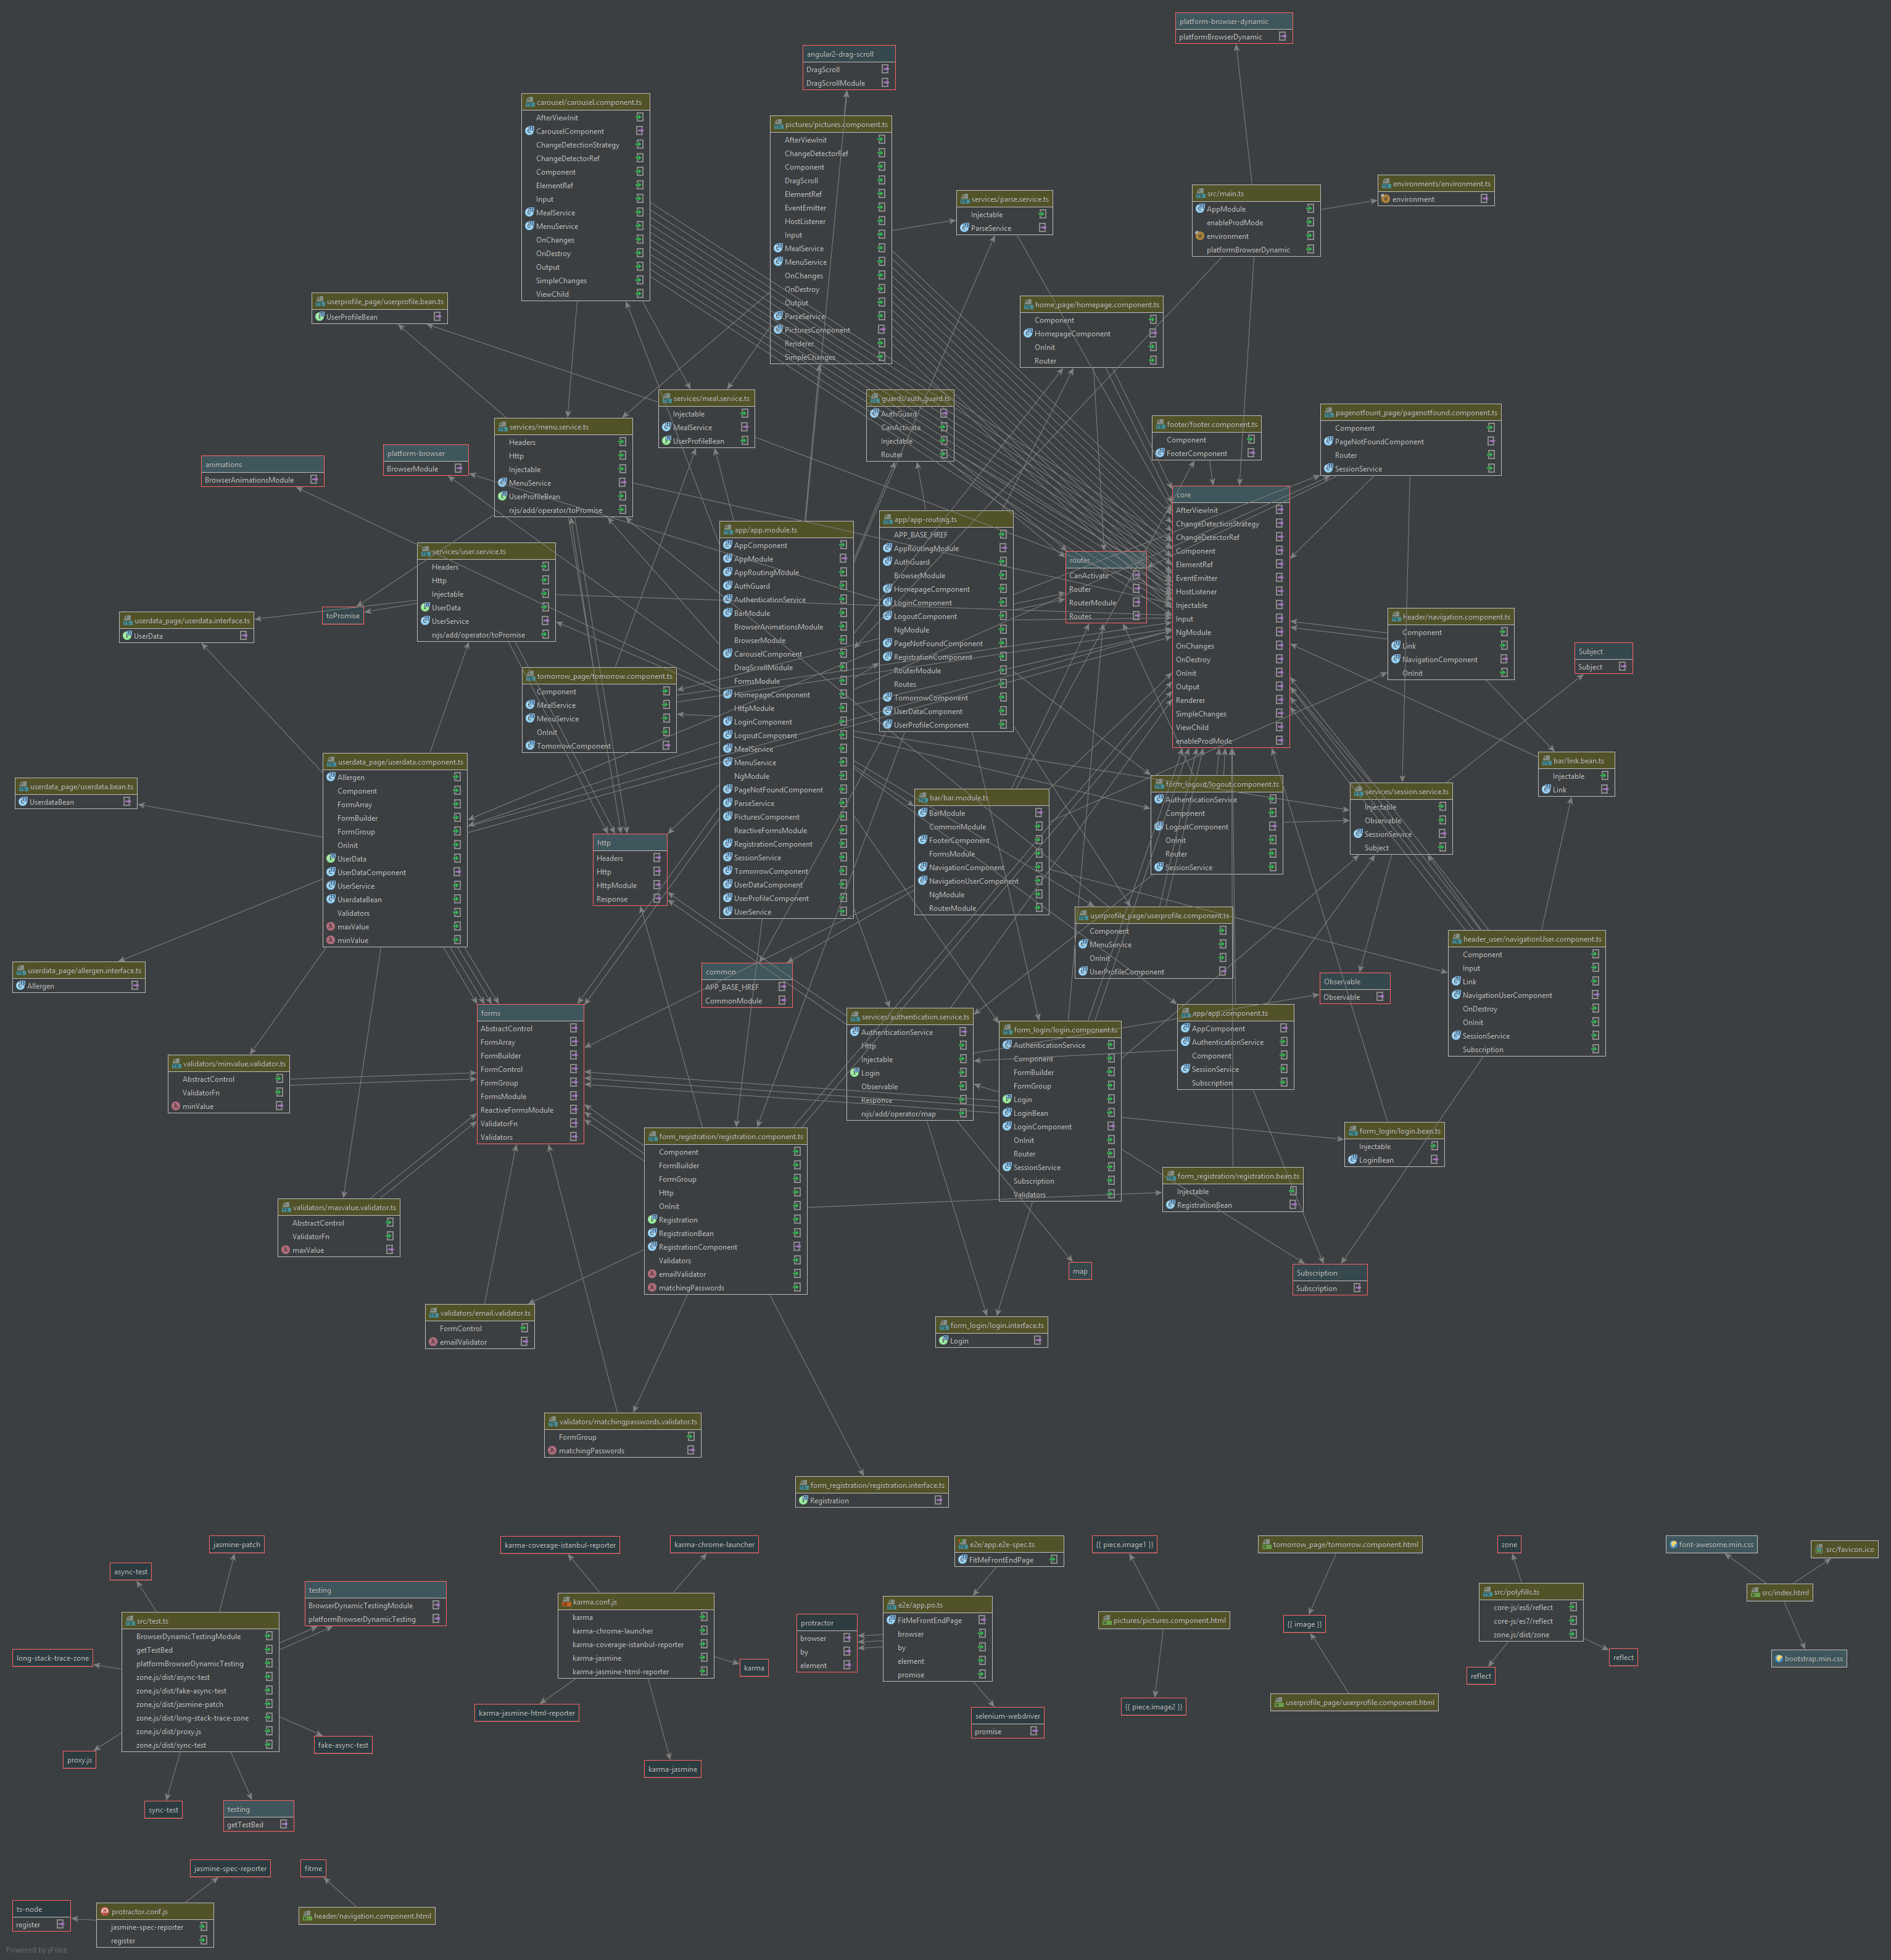 platform-browser-dynamic
platformBrowserDynamic
angular2-drag-scroll
DragScroll
DragScrollModule
carousel/carousel.component.ts
AfterViewInit
CarouselComponent
ChangeDetectionStrategy
ChangeDetectorRef
Component
ElementRef
Input
MealService
MenuService
OnChanges
OnDestroy
Output
SimpleChanges
ViewChild
pictures/pictures.component.ts
AfterViewInit
ChangeDetectorRef
Component
DragScroll
ElementRef
EventEmitter
HostListener
Input
MealService
MenuService
OnChanges
OnDestroy
Output
ParseService
PicturesComponent
Renderer
SimpleChanges
services/parse.service.ts
Injectable
ParseService
src/main.ts
AppModule
enableProdMode
environment
platformBrowserDynamic
environments/environment.ts
environment
userprofile_page/userprofile.bean.ts
UserProfileBean
home_page/homepage.component.ts
Component
HomepageComponent
OnInit
Router
services/meal.service.ts
Injectable
MealService
UserProfileBean
guards/auth.guard.ts
AuthGuard
CanActivate
Injectable
Router
footer/footer.component.ts
Component
FooterComponent
pagenotfount_page/pagenotfound.component.ts
Component
PageNotFoundComponent
Router
SessionService
services/menu.service.ts
Headers
Http
Injectable
MenuService
UserProfileBean
rxjs/add/operator/toPromise
platform-browser
BrowserModule
animations
BrowserAnimationsModule
core
AfterViewInit
ChangeDetectionStrategy
ChangeDetectorRef
Component
ElementRef
EventEmitter
HostListener
Injectable
Input
NgModule
OnChanges
OnDestroy
OnInit
Output
Renderer
SimpleChanges
ViewChild
enableProdMode
app/app.module.ts
AppComponent
AppModule
AppRoutingModule
AuthGuard
AuthenticationService
BarModule
BrowserAnimationsModule
BrowserModule
CarouselComponent
DragScrollModule
FormsModule
HomepageComponent
HttpModule
LoginComponent
LogoutComponent
MealService
MenuService
NgModule
PageNotFoundComponent
ParseService
PicturesComponent
ReactiveFormsModule
RegistrationComponent
SessionService
TomorrowComponent
UserDataComponent
UserProfileComponent
UserService
app/app-routing.ts
APP_BASE_HREF
AppRoutingModule
AuthGuard
BrowserModule
HomepageComponent
LoginComponent
LogoutComponent
NgModule
PageNotFoundComponent
RegistrationComponent
RouterModule
Routes
TomorrowComponent
UserDataComponent
UserProfileComponent
router
CanActivate
Router
RouterModule
Routes
services/user.service.ts
Headers
Http
Injectable
UserData
UserService
rxjs/add/operator/toPromise
toPromise
userdata_page/userdata.interface.ts
UserData
header/navigation.component.ts
Component
Link
NavigationComponent
OnInit
Subject
Subject
tomorrow_page/tomorrow.component.ts
Component
MealService
MenuService
OnInit
TomorrowComponent
userdata_page/userdata.component.ts
Allergen
Component
FormArray
FormBuilder
FormGroup
OnInit
UserData
UserDataComponent
UserService
UserdataBean
Validators
maxValue
minValue
userdata_page/userdata.bean.ts
UserdataBean
bar/link.bean.ts
Injectable
Link
form_logout/logout.component.ts
AuthenticationService
Component
LogoutComponent
OnInit
Router
SessionService
services/session.service.ts
Injectable
Observable
SessionService
Subject
bar/bar.module.ts
BarModule
CommonModule
FooterComponent
FormsModule
NavigationComponent
NavigationUserComponent
NgModule
RouterModule
http
Headers
Http
HttpModule
Response
userprofile_page/userprofile.component.ts
Component
MenuService
OnInit
UserProfileComponent
header_user/navigationUser.component.ts
Component
Input
Link
NavigationUserComponent
OnDestroy
OnInit
SessionService
Subscription
userdata_page/allergen.interface.ts
Allergen
common
APP_BASE_HREF
CommonModule
Observable
Observable
forms
AbstractControl
FormArray
FormBuilder
FormControl
FormGroup
FormsModule
ReactiveFormsModule
ValidatorFn
Validators
services/authentication.service.ts
AuthenticationService
Http
Injectable
Login
Observable
Response
rxjs/add/operator/map
form_login/login.component.ts
AuthenticationService
Component
FormBuilder
FormGroup
Login
LoginBean
LoginComponent
OnInit
Router
SessionService
Subscription
Validators
app/app.component.ts
AppComponent
AuthenticationService
Component
SessionService
Subscription
validators/minvalue.validator.ts
AbstractControl
ValidatorFn
minValue
form_registration/registration.component.ts
Component
FormBuilder
FormGroup
Http
OnInit
Registration
RegistrationBean
RegistrationComponent
Validators
emailValidator
matchingPasswords
form_login/login.bean.ts
Injectable
LoginBean
form_registration/registration.bean.ts
Injectable
RegistrationBean
validators/maxvalue.validator.ts
AbstractControl
ValidatorFn
maxValue
map
Subscription
Subscription
validators/email.validator.ts
FormControl
emailValidator
form_login/login.interface.ts
Login
validators/matchingpasswords.validator.ts
FormGroup
matchingPasswords
form_registration/registration.interface.ts
Registration
jasmine-patch
async-test
testing
BrowserDynamicTestingModule
platformBrowserDynamicTesting
src/test.ts
BrowserDynamicTestingModule
getTestBed
platformBrowserDynamicTesting
zone.js/dist/async-test
zone.js/dist/fake-async-test
zone.js/dist/jasmine-patch
zone.js/dist/long-stack-trace-zone
zone.js/dist/proxy.js
zone.js/dist/sync-test
long-stack-trace-zone
proxy.js
fake-async-test
sync-test
testing
getTestBed
karma-coverage-istanbul-reporter
karma-chrome-launcher
karma.conf.js
karma
karma-chrome-launcher
karma-coverage-istanbul-reporter
karma-jasmine
karma-jasmine-html-reporter
karma
karma-jasmine-html-reporter
karma-jasmine
e2e/app.e2e-spec.ts
FitMeFrontEndPage
e2e/app.po.ts
FitMeFrontEndPage
browser
by
element
promise
protractor
browser
by
element
selenium-webdriver
promise
{{ piece.image1 }}
pictures/pictures.component.html
{{ piece.image2 }}
tomorrow_page/tomorrow.component.html
{{ image }}
userprofile_page/userprofile.component.html
zone
src/polyfills.ts
core-js/es6/reflect
core-js/es7/reflect
zone.js/dist/zone
reflect
reflect
font-awesome.min.css
src/favicon.ico
src/index.html
bootstrap.min.css
jasmine-spec-reporter
fitme
ts-node
register
protractor.conf.js
jasmine-spec-reporter
register
header/navigation.component.html
Powered by yFiles